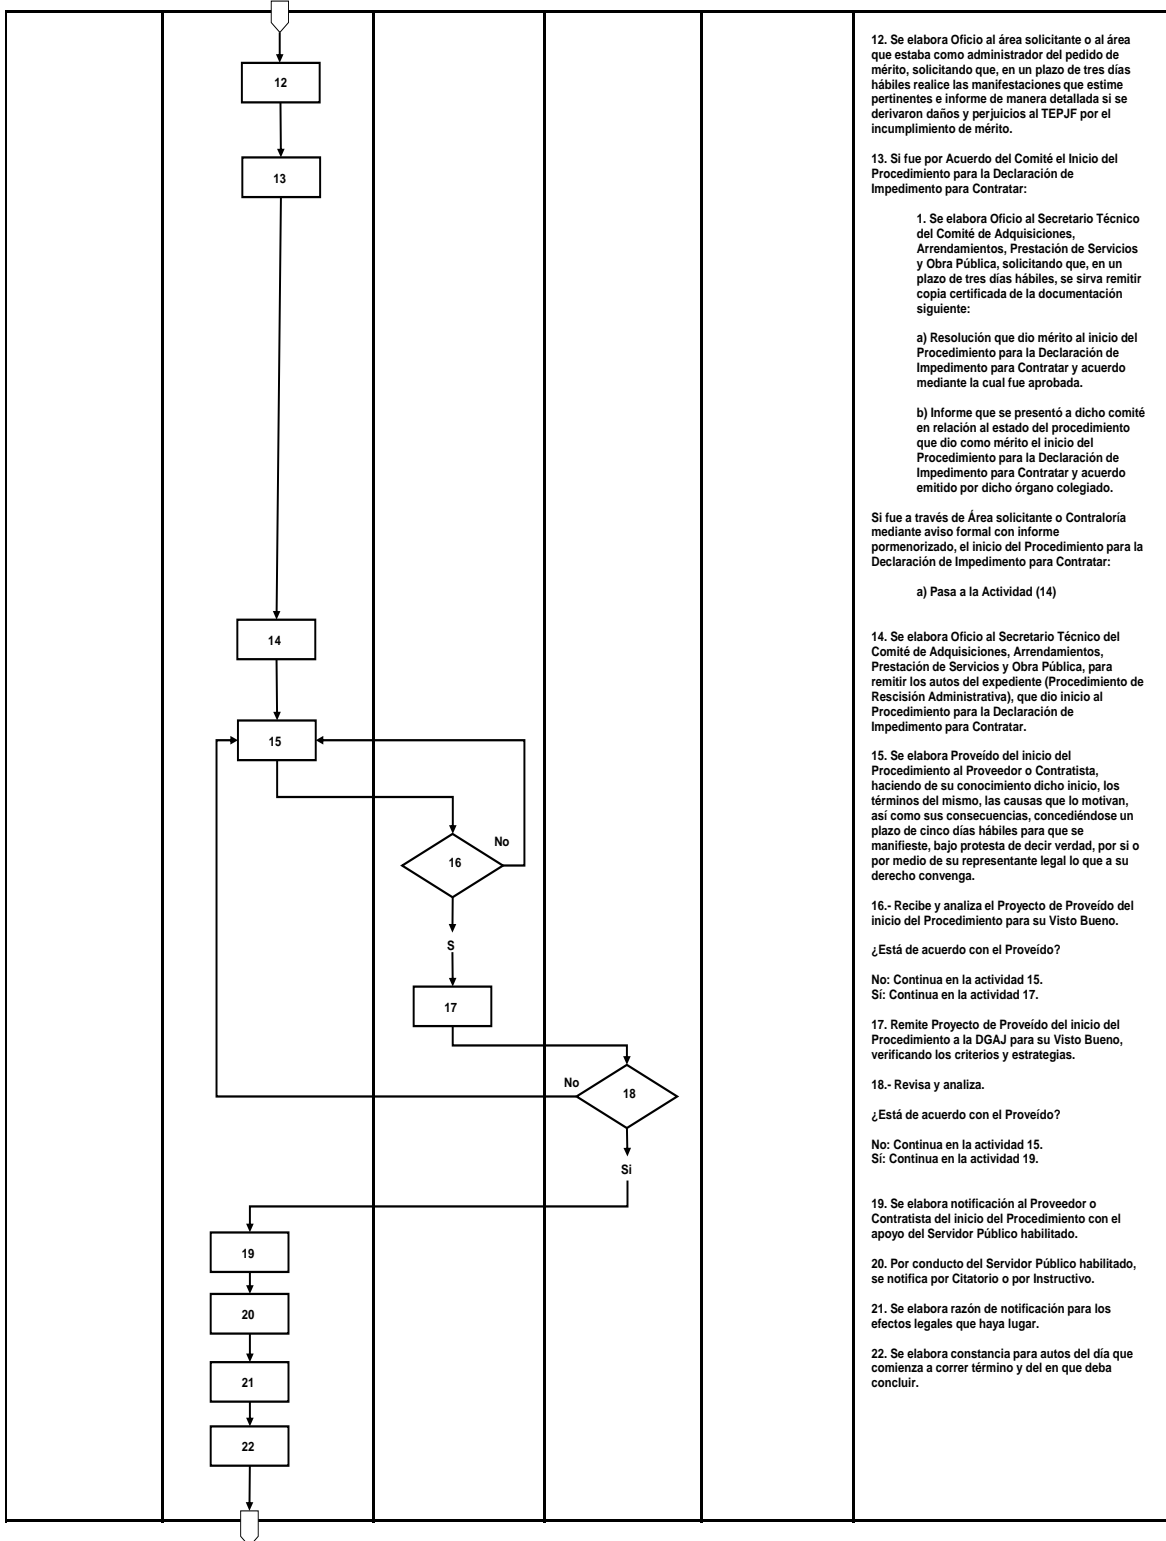 12
13
14
15
No
16
S
17
No
18
Si
19
20
21
22
12. Se elabora Oficio al área solicitante o al área
que estaba como administrador del pedido de
mérito, solicitando que, en un plazo de tres días
hábiles realice las manifestaciones que estime
pertinentes e informe de manera detallada si se
derivaron daños y perjuicios al TEPJF por el
incumplimiento de mérito.
13. Si fue por Acuerdo del Comité el Inicio del
Procedimiento para la Declaración de
Impedimento para Contratar:
1. Se elabora Oficio al Secretario Técnico
del Comité de Adquisiciones,
Arrendamientos, Prestación de Servicios
y Obra Pública, solicitando que, en un
plazo de tres días hábiles, se sirva remitir
copia certificada de la documentación
siguiente:
a) Resolución que dio mérito al inicio del
Procedimiento para la Declaración de
Impedimento para Contratar y acuerdo
mediante la cual fue aprobada.
b) Informe que se presentó a dicho comité
en relación al estado del procedimiento
que dio como mérito el inicio del
Procedimiento para la Declaración de
Impedimento para Contratar y acuerdo
emitido por dicho órgano colegiado.
Si fue a través de Área solicitante o Contraloría
mediante aviso formal con informe
pormenorizado, el inicio del Procedimiento para la
Declaración de Impedimento para Contratar:
a) Pasa a la Actividad (14)
14. Se elabora Oficio al Secretario Técnico del
Comité de Adquisiciones, Arrendamientos,
Prestación de Servicios y Obra Pública, para
remitir los autos del expediente (Procedimiento de
Rescisión Administrativa), que dio inicio al
Procedimiento para la Declaración de
Impedimento para Contratar.
15. Se elabora Proveído del inicio del
Procedimiento al Proveedor o Contratista,
haciendo de su conocimiento dicho inicio, los
términos del mismo, las causas que lo motivan,
así como sus consecuencias, concediéndose un
plazo de cinco días hábiles para que se
manifieste, bajo protesta de decir verdad, por si o
por medio de su representante legal lo que a su
derecho convenga.
16.- Recibe y analiza el Proyecto de Proveído del
inicio del Procedimiento para su Visto Bueno.
¿Está de acuerdo con el Proveído?
No: Continua en la actividad 15.
Sí: Continua en la actividad 17.
17. Remite Proyecto de Proveído del inicio del
Procedimiento a la DGAJ para su Visto Bueno,
verificando los criterios y estrategias.
18.- Revisa y analiza.
¿Está de acuerdo con el Proveído?
No: Continua en la actividad 15.
Sí: Continua en la actividad 19.
19. Se elabora notificación al Proveedor o
Contratista del inicio del Procedimiento con el
apoyo del Servidor Público habilitado.
20. Por conducto del Servidor Público habilitado,
se notifica por Citatorio o por Instructivo.
21. Se elabora razón de notificación para los
efectos legales que haya lugar.
22. Se elabora constancia para autos del día que
comienza a correr término y del en que deba
concluir.